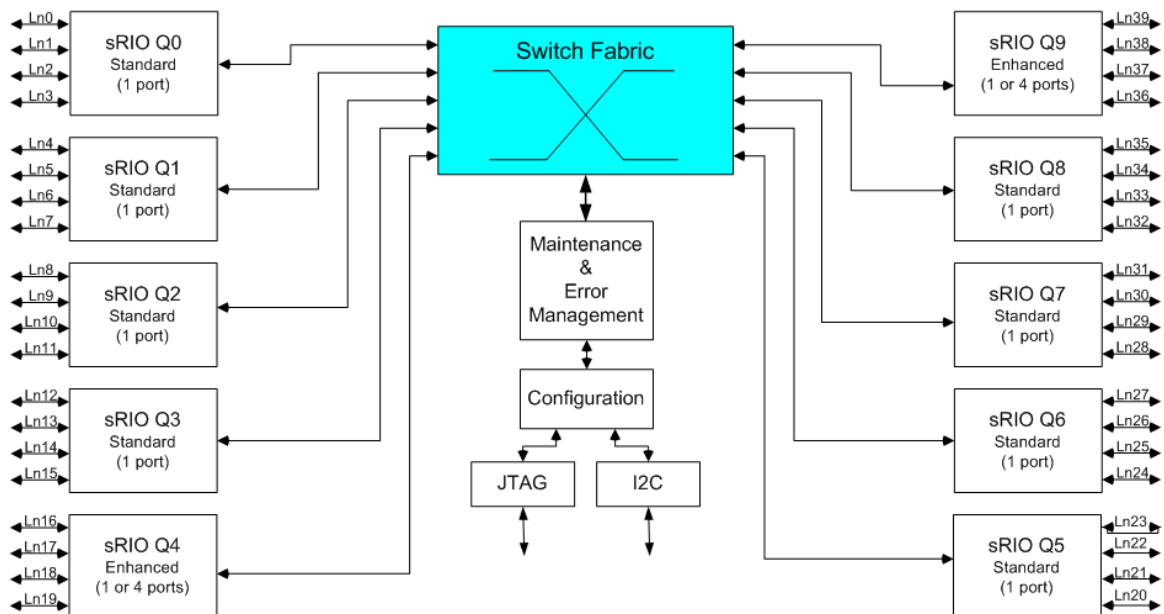 Ln0
Ln1
Ln2
Ln3
sRIO Q0
Standard
(1 port)
Ln4
Ln5
Ln6
Ln7
sRIO Q1
Standard
(1 port)
Ln8
Ln9
Ln10
Ln11
sRIO Q2
Standard
(1 port)
Ln12
Ln13
Ln14
Ln15
sRIO Q3
Standard
(1 port)
Ln16
Ln17
Ln18
Ln19
sRIO Q4
Enhanced
(1 or 4 ports)
Switch Fabric
Maintenance
&
Error
Management
Configuration
JTAG
I2C
sRIO Q9
Enhanced
(1 or 4 ports)
Ln39
Ln38
Ln37
Ln36
sRIO Q8
Standard
(1 port)
Ln35
Ln34
Ln33
Ln32
sRIO Q7
Standard
(1 port)
Ln31
Ln30
Ln29
Ln28
sRIO Q6
Standard
(1 port)
Ln27
Ln26
Ln25
Ln24
sRIO Q5
Standard
(1 port)
Ln23
Ln22
Ln21
Ln20